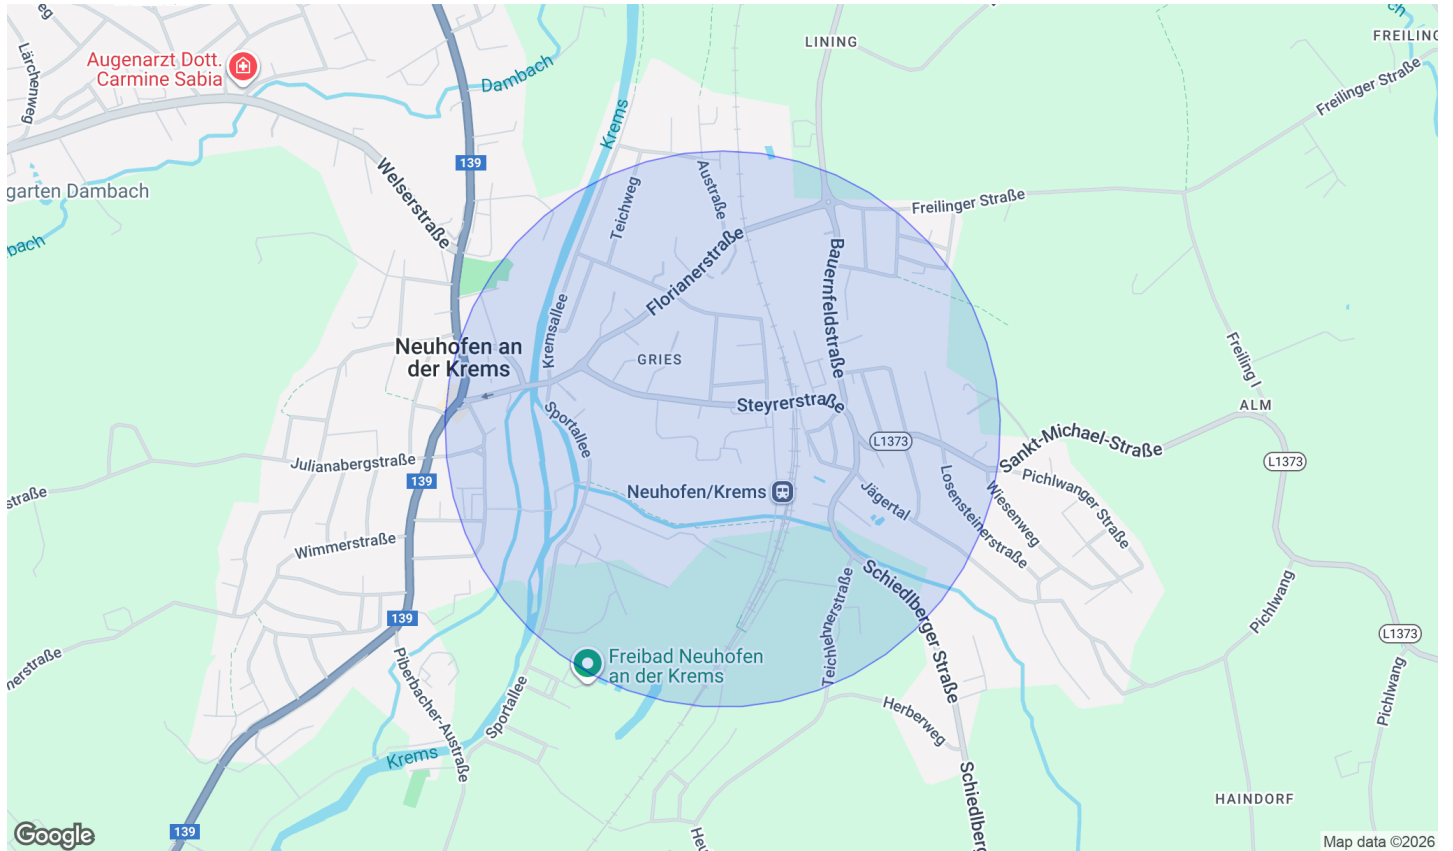 eg
Lärchenweg
Augenarzt Dott.
Carmine Sabia
Dambach
Krems
LINING
ch
FREILING
Freilinger Straße
139
Welserstraße
garten Dambach
bach
Teichweg
Austraße
Freilinger Straße
Florianerstraße
Bauernfeldstraße
Kremsallee
Neuhofen an
der Krems
GRIES
Freiling I
ALM
Steyrerstraße
Sportallee
L1373
Sankt-Michael-Straße
L1373
Julianabergstraße
139
straße
Neuhofen/Krems
Jägertal
Losensteinerstraße
Wiesenweg
Pichlwanger Straße
Wimmerstraße
Schiedlberger Straße
Teichlehnerstraße
Pichlwang
139
L1373
nerstraße
Piberbacher-Austraße
Freibad Neuhofen
an der Krems
Sportallee
Herberweg
Pichlwang
Krems
Schiedlberg
HAINDORF
139
Heu
Google
Map data ©2026